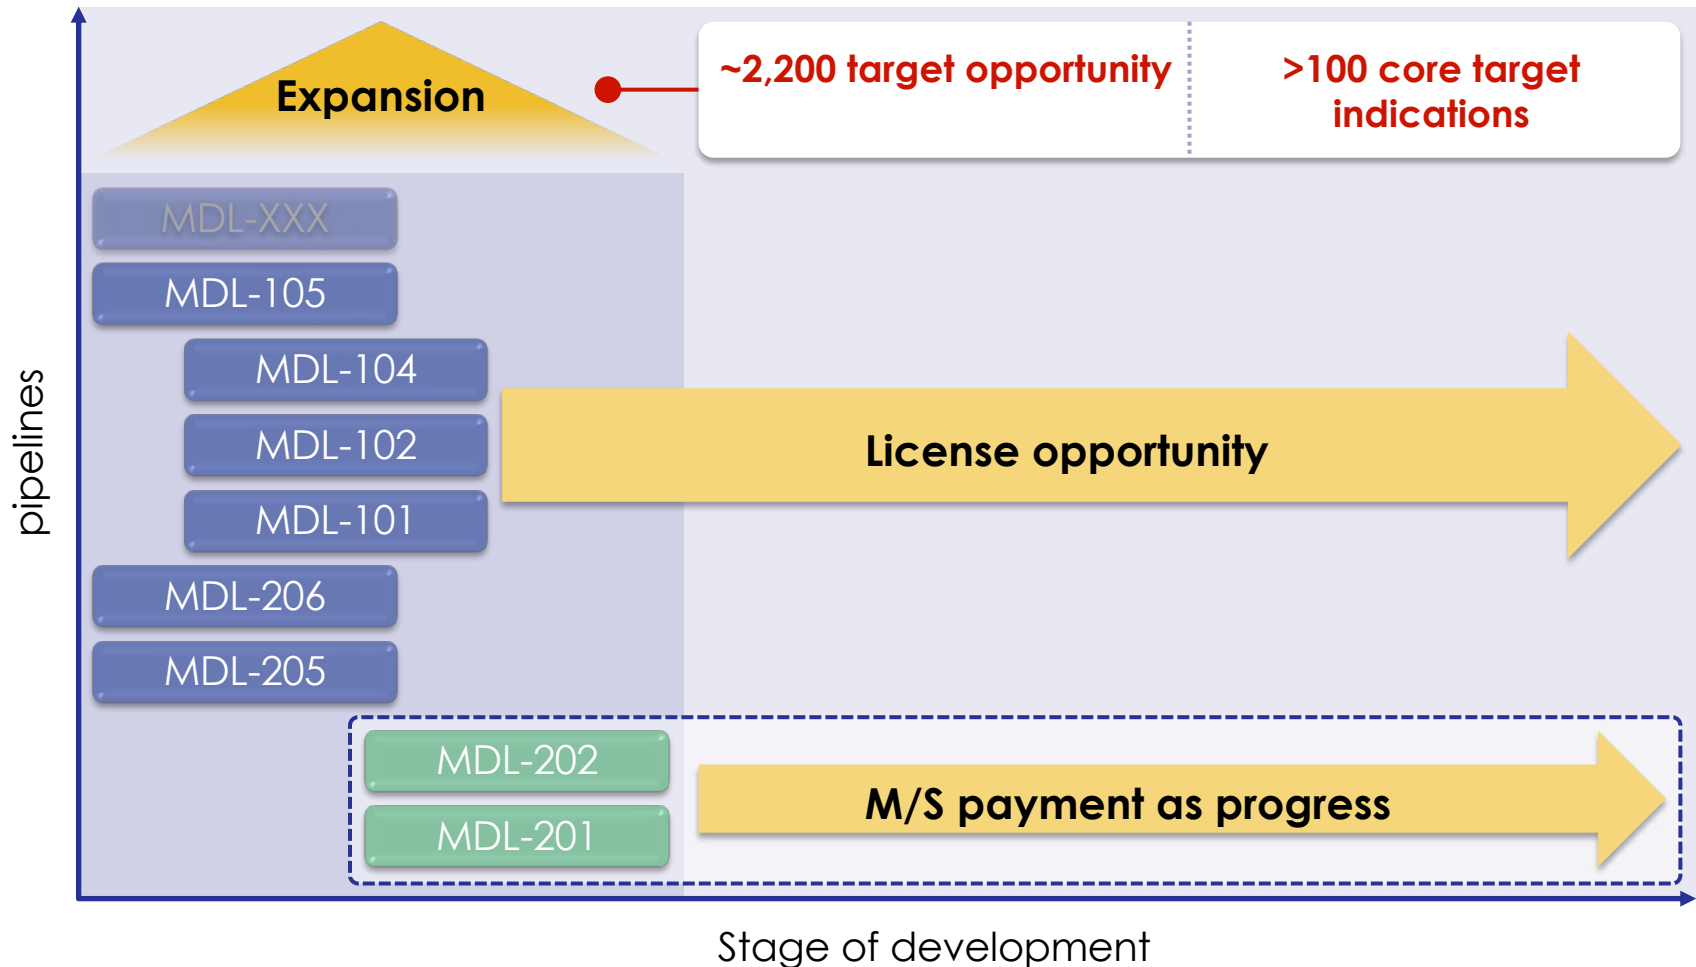 Expansion
~2,200 target opportunity
>100 core target
indications
MDL-XXX
MDL-105
MDL-104
MDL-102
MDL-101
MDL-206
MDL-205
MDL-202
MDL-201
License opportunity
M/S payment as progress
pipelines
Stage of development